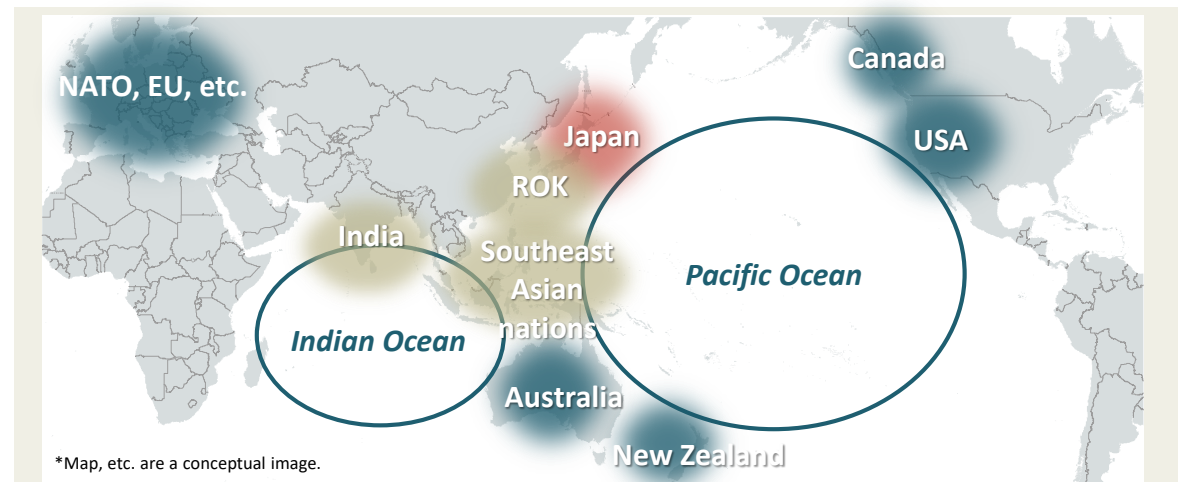 NATO, EU, etc.
Canada
Japan
USA
ROK
India
Southeast
Asian
nations
Pacific Ocean
Indian Ocean
Australia
New Zealand
*Map, etc. are a conceptual image.